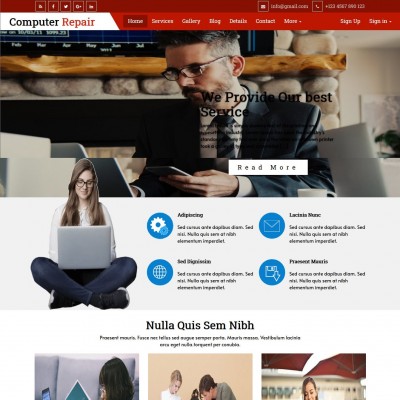 info@gmail.com +223 4567 890 123
Computer Repair Home Services Gallery Blog Details Contact More Sign Up Sign in
We Provide Our best
Service
Read More
Adipiscing
Sed cursus ante dapibus diam. Sed
nisi. Nulla quis sem at nibh
elementum imperdiet.
Lacinia Nunc
Sed cursus ante dapibus diam. Sed
nisi. Nulla quis sem at nibh
elementum imperdiet.
Sed Dignissim
Sed cursus ante dapibus diam. Sed
nisi. Nulla quis sem at nibh
elementum imperdiet.
Praesent Mauris
Sed cursus ante dapibus diam. Sed
nisi. Nulla quis sem at nibh
elementum imperdiet.
Nulla Quis Sem Nibh
Praesent mauris. Fusce nec tellus sed augue semper porta. Mauris massa. Vestibulum lacinia
arcu eget nulla torquent per conubia.